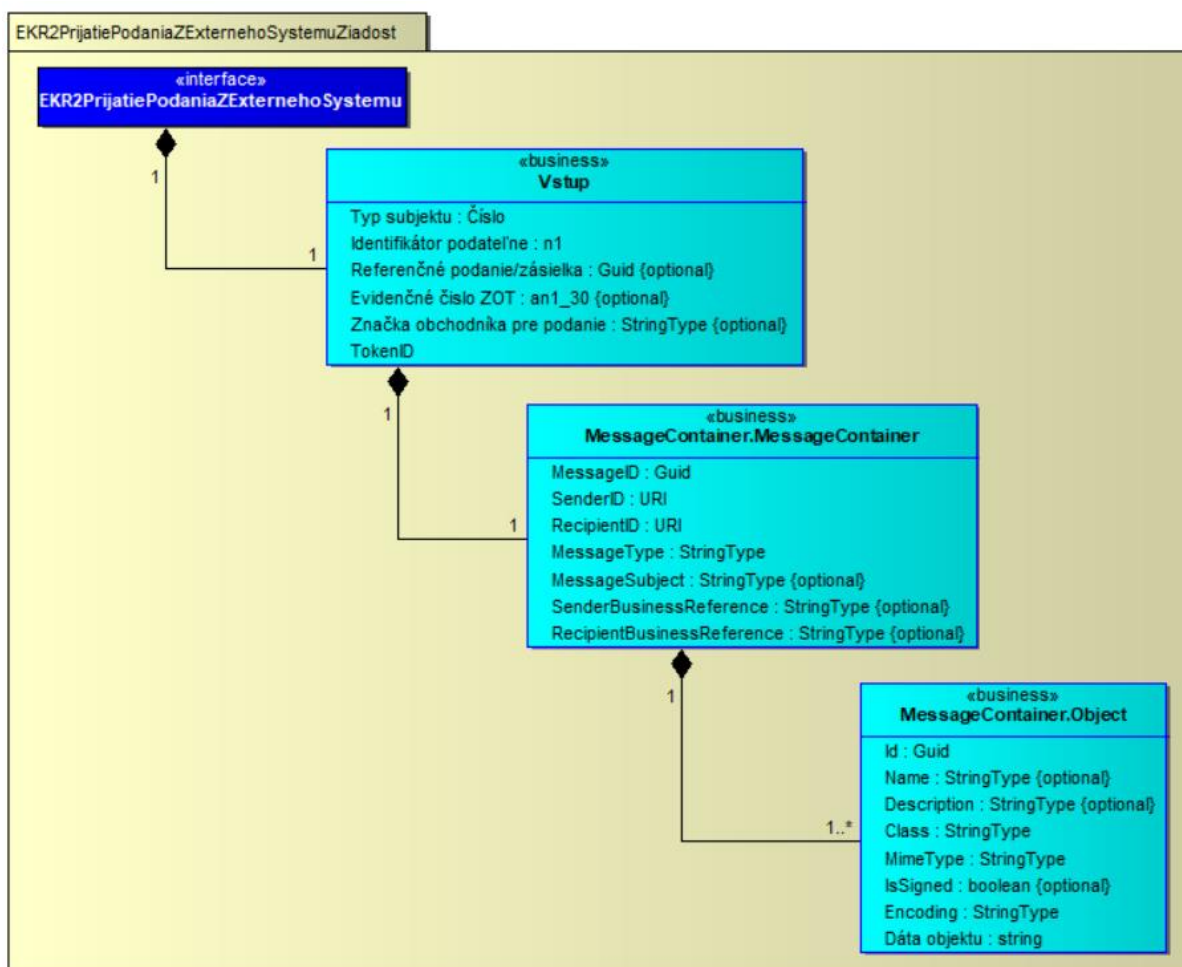 EKR2PrijatiePodaniaZExternehoSystemuZiadost
«interface»
EKR2PrijatiePodaniaZExternehoSystemu
1
1
«business»
Vstup
Typ subjektu : Číslo
Identifikátor podateľne : n1
Referenčné podanie/zásielka : Guid {optional}
Evidenčné čislo ZOT : an1_30 {optional}
Značka obchodníka pre podanie : StringType {optional}
TokenID
1
1
«business»
MessageContainer.MessageContainer
MessageID : Guid
SenderID : URI
RecipientID : URI
MessageType : StringType
MessageSubject : StringType {optional}
SenderBusinessReference : StringType {optional}
RecipientBusinessReference : StringType {optional}
1
1..*
«business»
MessageContainer.Object
Id : Guid
Name : StringType {optional}
Description : StringType {optional}
Class : StringType
MimeType : StringType
IsSigned : boolean {optional}
Encoding : StringType
Dáta objektu : string